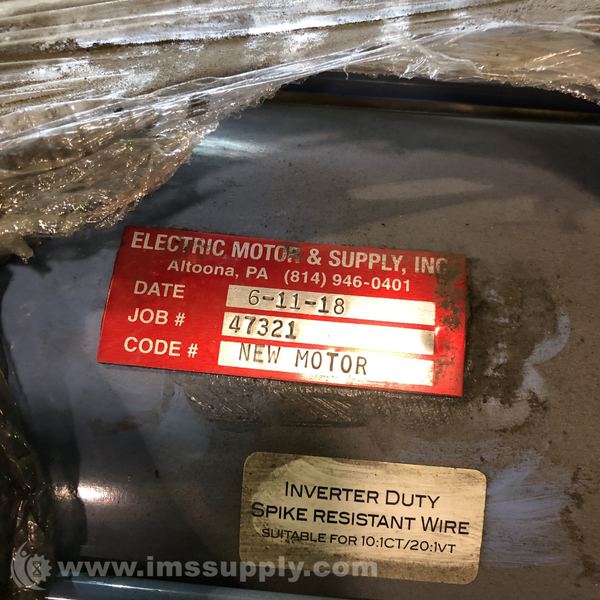 ELECTRIC MOTOR & SUPPLY, INC.
Altoona, PA (814) 946-0401
DATE 6-11-18
JOB # 47321
CODE # NEW MOTOR
INVERTER DUTY
SPIKE RESISTANT WIRE
SUITABLE FOR 10:1CT/20:1VT
www.imssupply.com